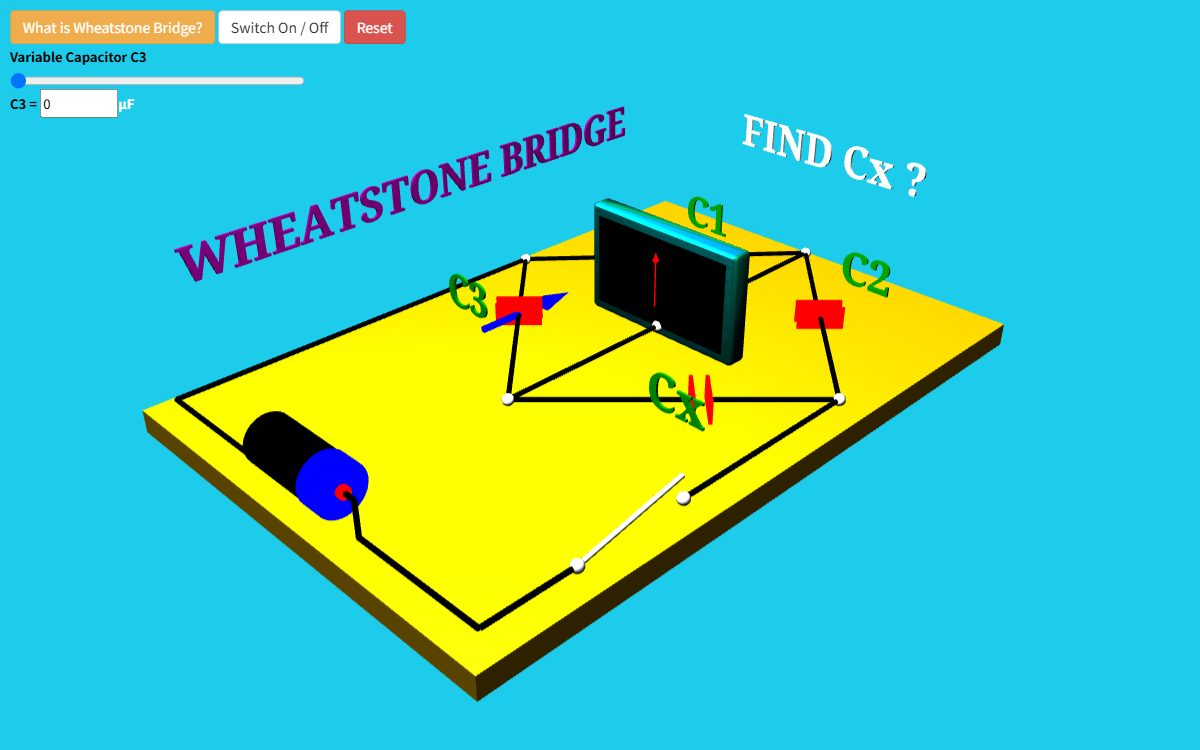 What is Wheatstone Bridge? Switch On / Off Reset
Variable Capacitor C3
C3 = 0 µF
WHEATSTONE BRIDGE
FIND Cx ?
C1
C2
C3
Cx